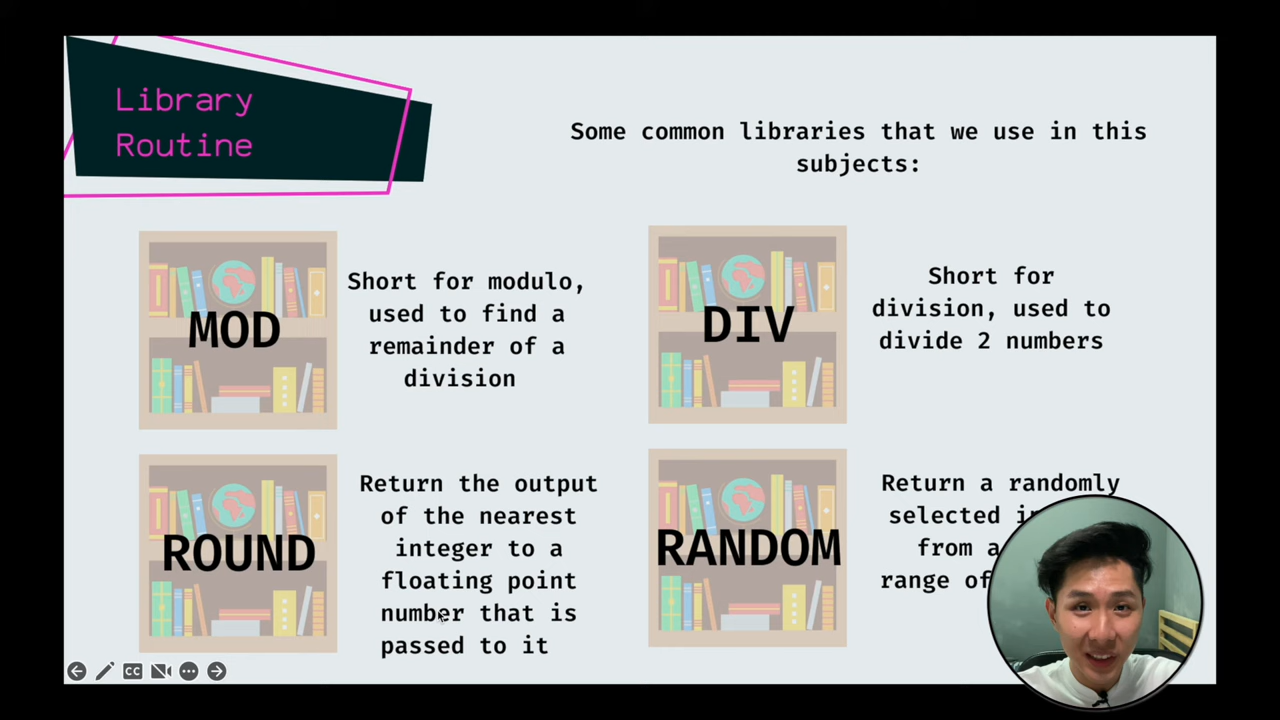 Library
Routine
Some common libraries that we use in this
subjects:
MOD
Short for modulo,
used to find a
remainder of a
division
DIV
Short for
division, used to
divide 2 numbers
ROUND
Return the output
of the nearest
integer to a
floating point
number that is
passed to it
RANDOM
Return a randomly
selected
from a
range of
CC